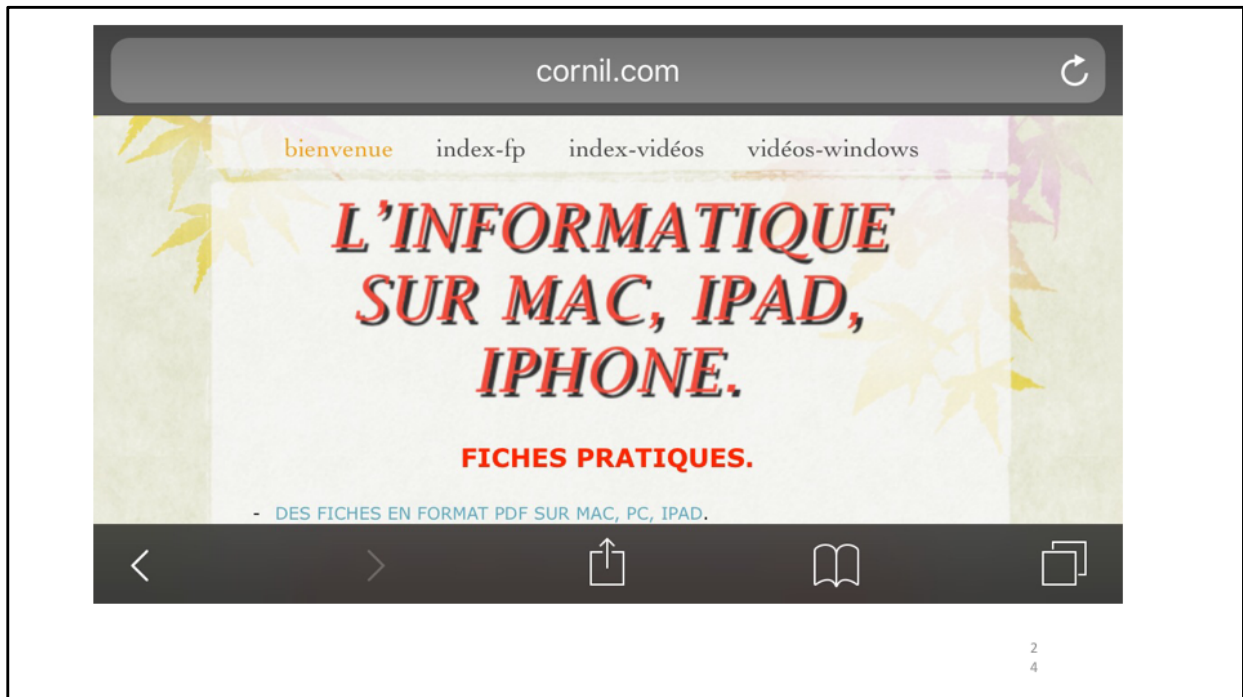 cornil.com
bienvenue index-fp index-vidéos vidéos-windows
L'INFORMATIQUE
SUR MAC, IPAD,
IPHONE.
FICHES PRATIQUES.
- DES FICHES EN FORMAT PDF SUR MAC, PC, IPAD.
2
4